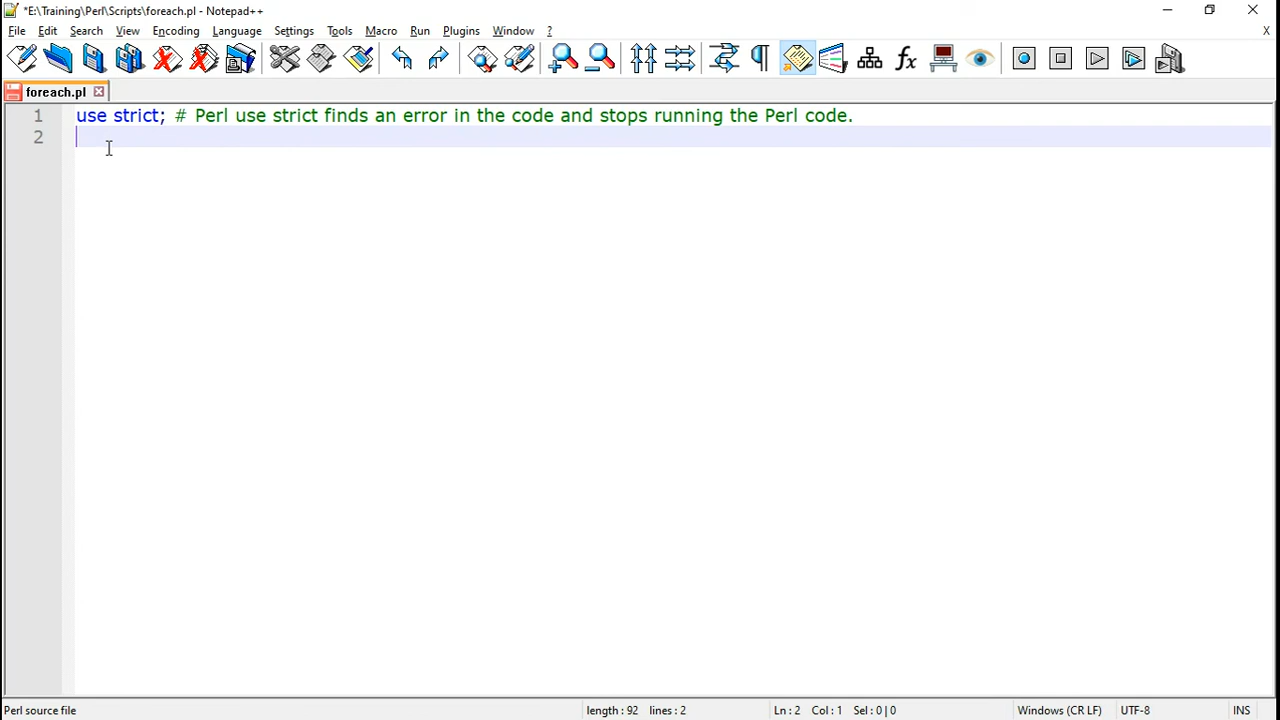 *E:\Training\Perl\Scripts\foreach.pl - Notepad++
File Edit Search View Encoding Language Settings Tools Macro Run Plugins Window ? X
foreach.pl
1 use strict; # Perl use strict finds an error in the code and stops running the Perl code.
2
Perl source file length : 92 lines : 2 Ln : 2 Col : 1 Sel : 0 | 0 Windows (CR LF) UTF-8 INS